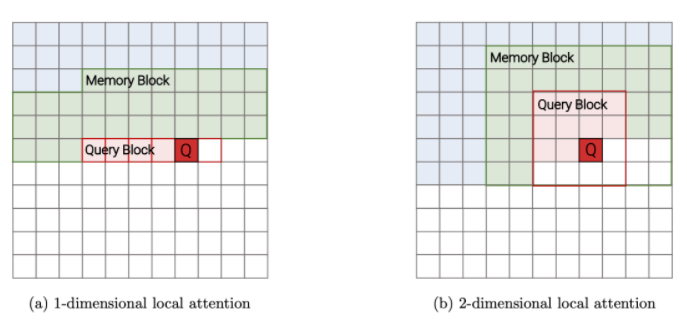 Memory Block
Query Block
Q
Memory Block
Query Block
Q
(a) 1-dimensional local attention
(b) 2-dimensional local attention